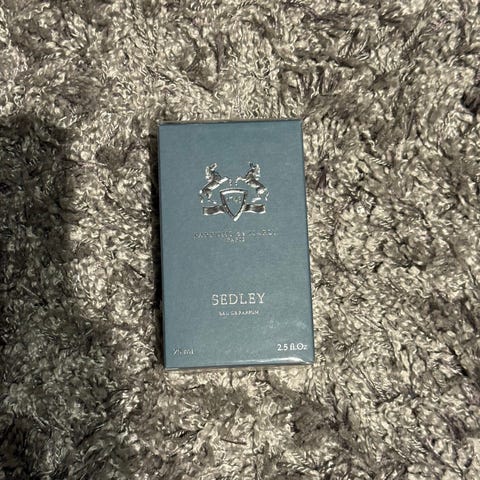 PARFUMS de MARLY
PARIS
SEDLEY
EAU DE PARFUM
75 ml 2.5 fl.Oz